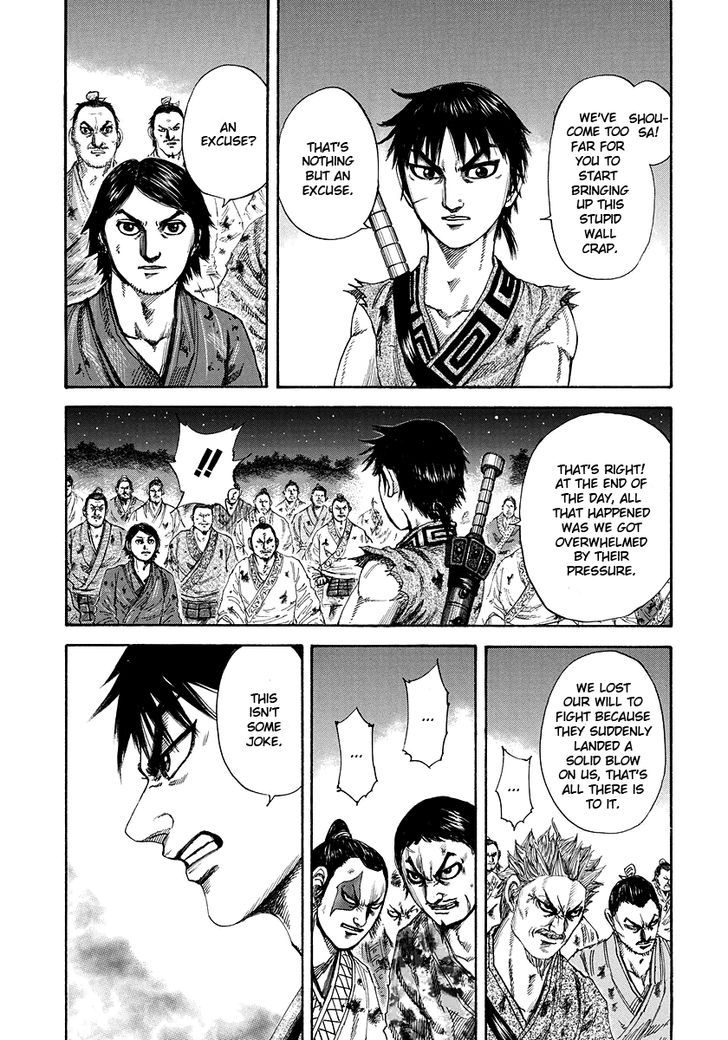 SHOU-
SA!
WE'VE
COME TOO
FAR FOR
YOU TO
START
BRINGING
UP THIS
STUPID
WALL
CRAP.
THAT'S
NOTHING
BUT AN
EXCUSE.
AN
EXCUSE?
THAT'S RIGHT!
AT THE END OF
THE DAY, ALL
THAT HAPPENED
WAS WE GOT
OVERWHELMED
BY THEIR
PRESSURE.
!!
WE LOST
OUR WILL TO
FIGHT BECAUSE
THEY SUDDENLY
LANDED A
SOLID BLOW
ON US, THAT'S
ALL THERE IS
TO IT.
...
...
...
THIS
ISN'T
SOME
JOKE.